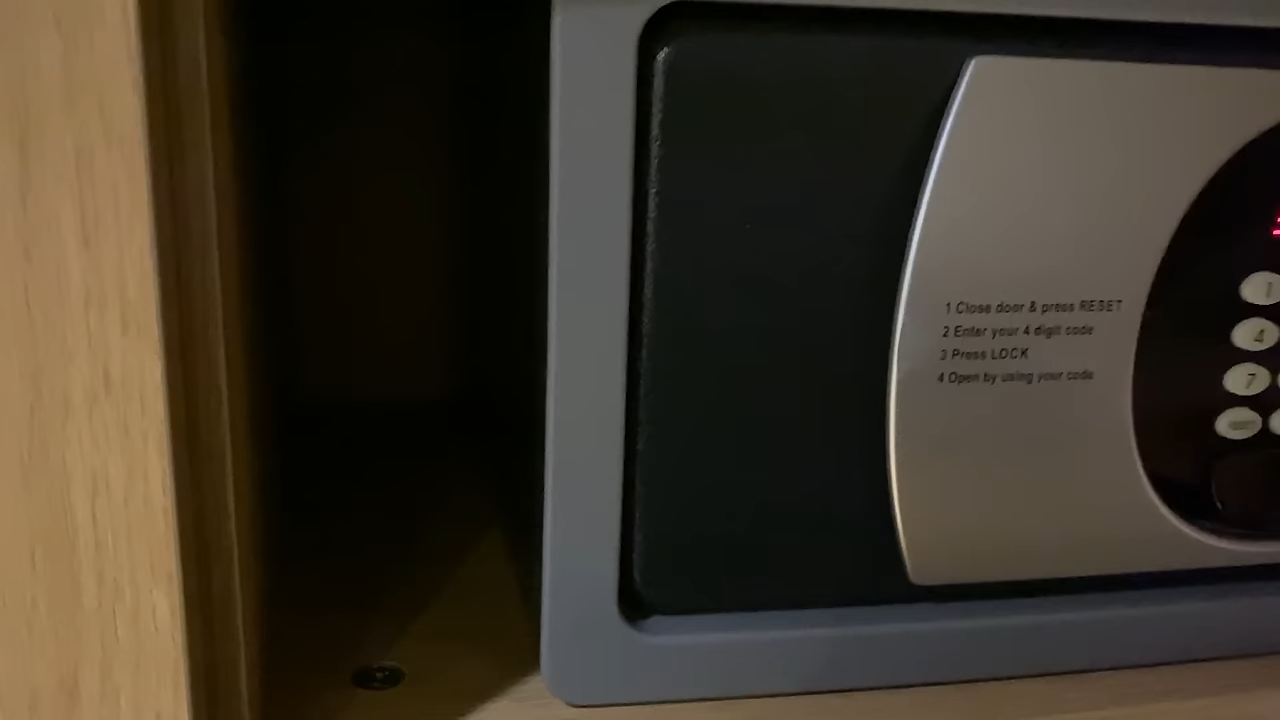 1 Close door & press RESET
2 Enter your 4 digit code
3 Press LOCK
4 Open by using your code
1
4
7